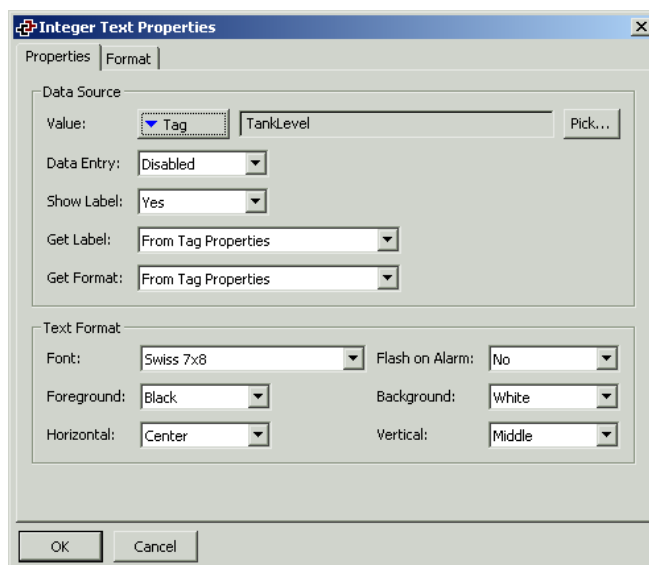 Integer Text Properties
Properties Format
Data Source
Value: Tag TankLevel Pick...
Data Entry: Disabled
Show Label: Yes
Get Label: From Tag Properties
Get Format: From Tag Properties
Text Format
Font: Swiss 7x8 Flash on Alarm: No
Foreground: Black Background: White
Horizontal: Center Vertical: Middle
OK Cancel